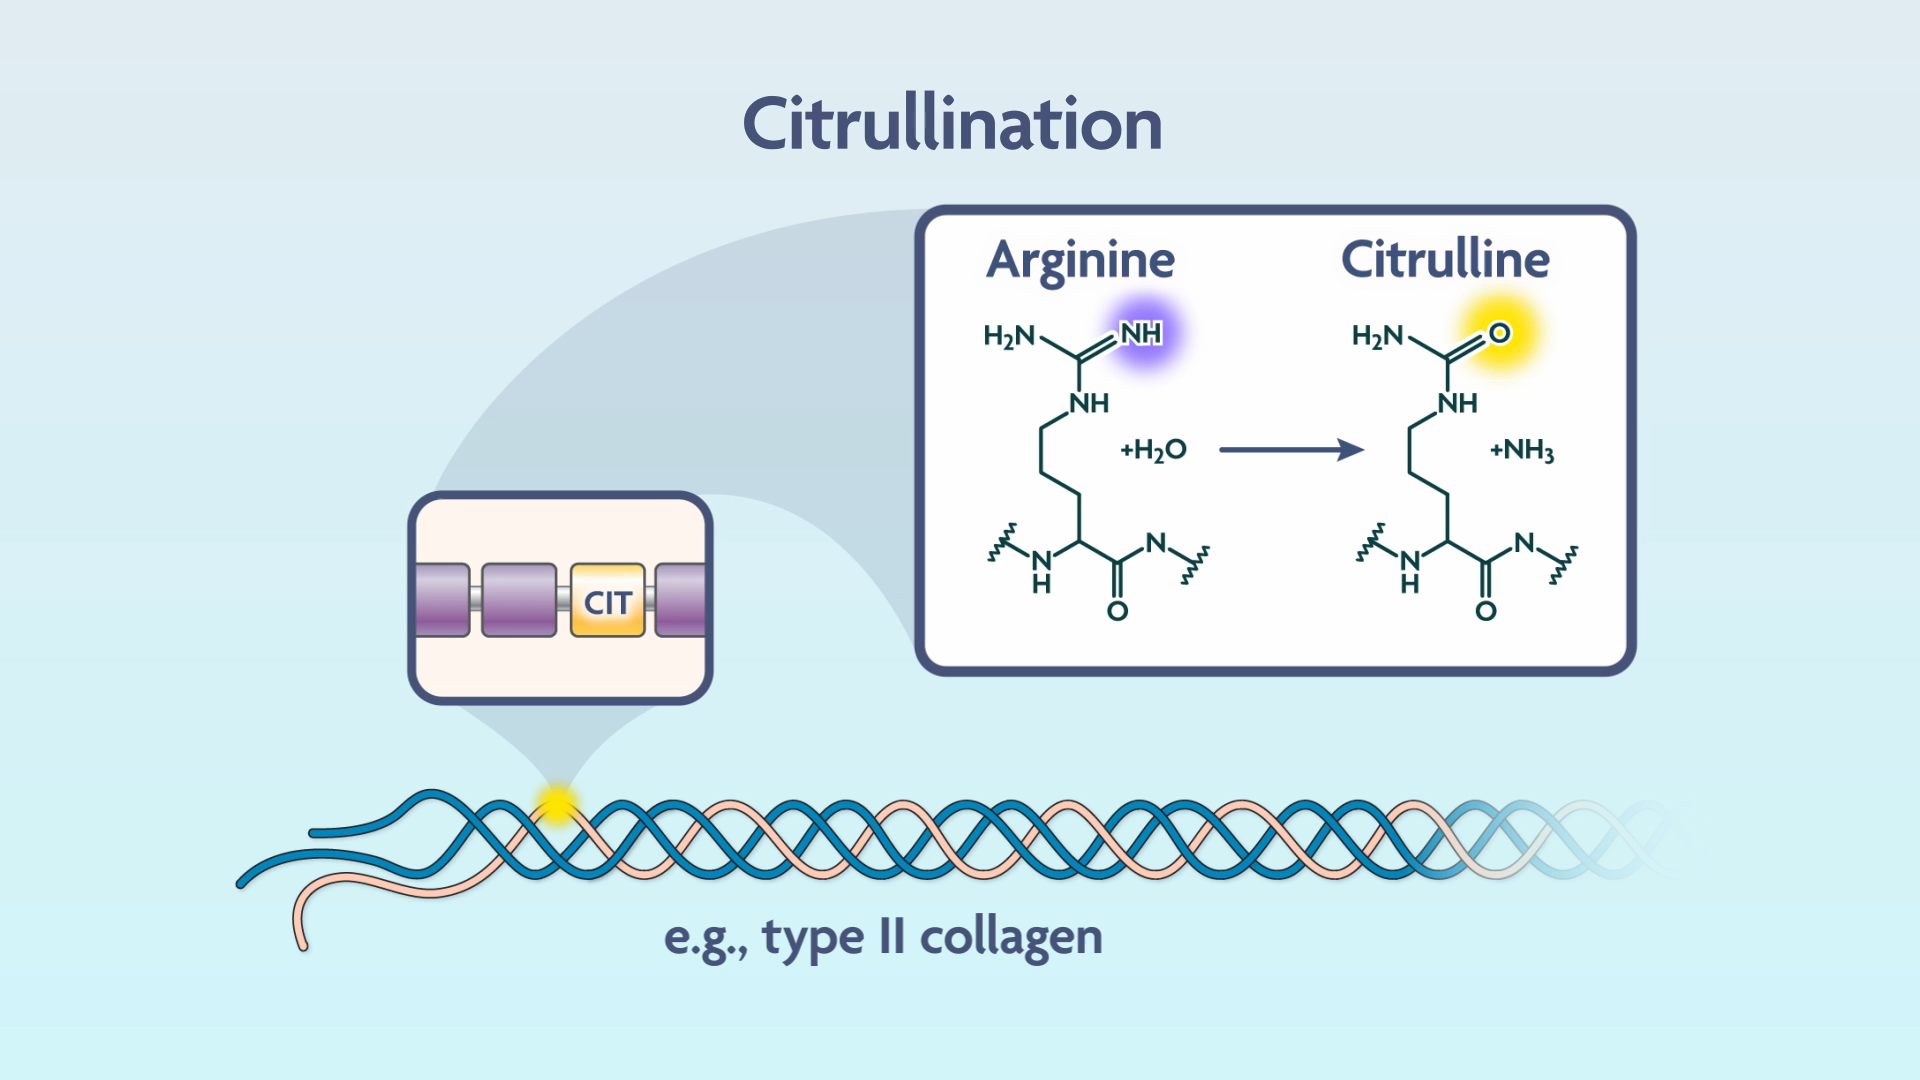 Citrullination
Arginine
Citrulline
H₂N
NH
H₂N
O
NH
NH
+H₂O
+NH₃
N
H
O
N
N
H
O
N
CIT
e.g., type II collagen